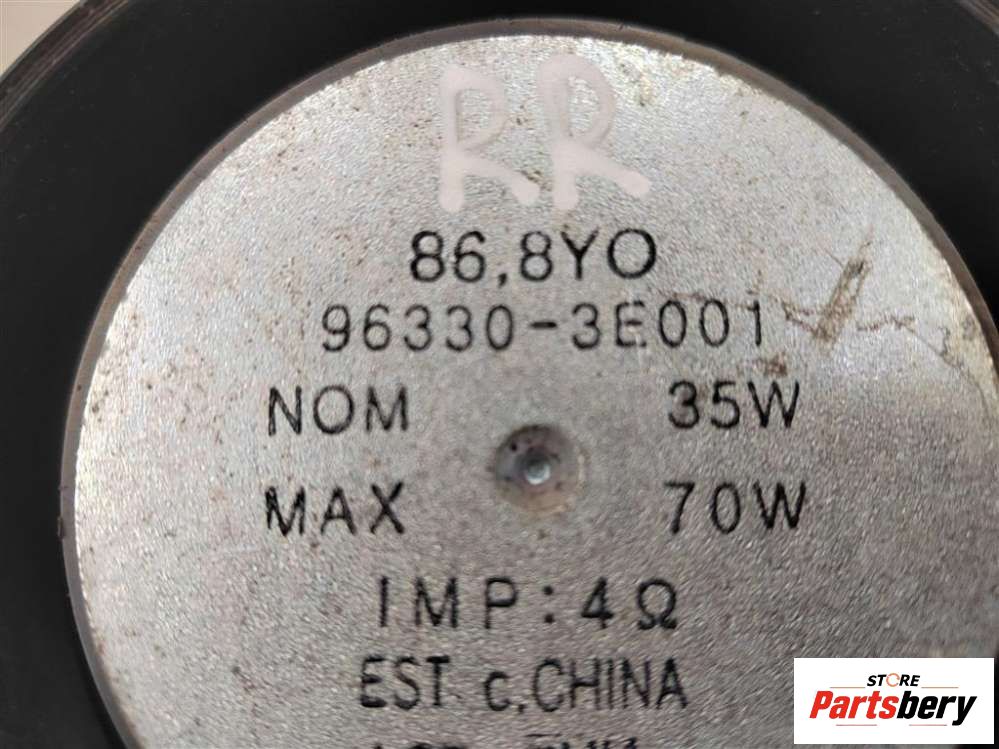 RR
86,8YO
96330-3E001
NOM 35W
MAX 70W
IMP:4Ω
EST c.CHINA
STORE
Partsbery